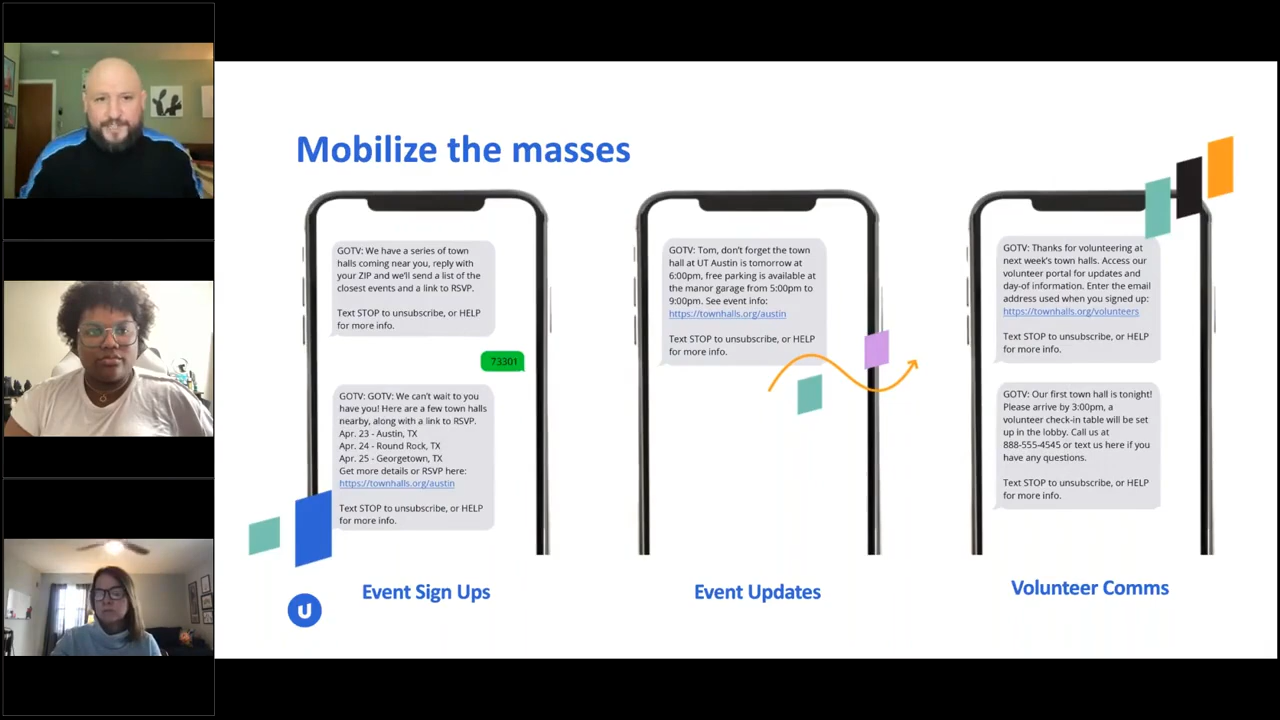 Mobilize the masses
GOTV: We have a series of town
halls coming near you, reply with
your ZIP and we'll send a list of the
closest events and a link to RSVP.
Text STOP to unsubscribe, or HELP
for more info.
73301
GOTV: GOTV: We can't wait to you
have you! Here are a few town halls
nearby, along with a link to RSVP.
Apr. 23 - Austin, TX
Apr. 24 - Round Rock, TX
Apr. 25 - Georgetown, TX
Get more details or RSVP here:
https://townhalls.org/austin
Text STOP to unsubscribe, or HELP
for more info.
Event Sign Ups
GOTV: Tom, don't forget the town
hall at UT Austin is tomorrow at
6:00pm, free parking is available at
the manor garage from 5:00pm to
9:00pm. See event info:
https://townhalls.org/austin
Text STOP to unsubscribe, or HELP
for more info.
Event Updates
GOTV: Thanks for volunteering at
next week's town halls. Access our
volunteer portal for updates and
day-of information. Enter the email
address used when you signed up:
https://townhalls.org/volunteers
Text STOP to unsubscribe, or HELP
for more info.
GOTV: Our first town hall is tonight!
Please arrive by 3:00pm, a
volunteer check-in table will be set
up in the lobby. Call us at
888-555-4545 or text us here if you
have any questions.
Text STOP to unsubscribe, or HELP
for more info.
Volunteer Comms
U